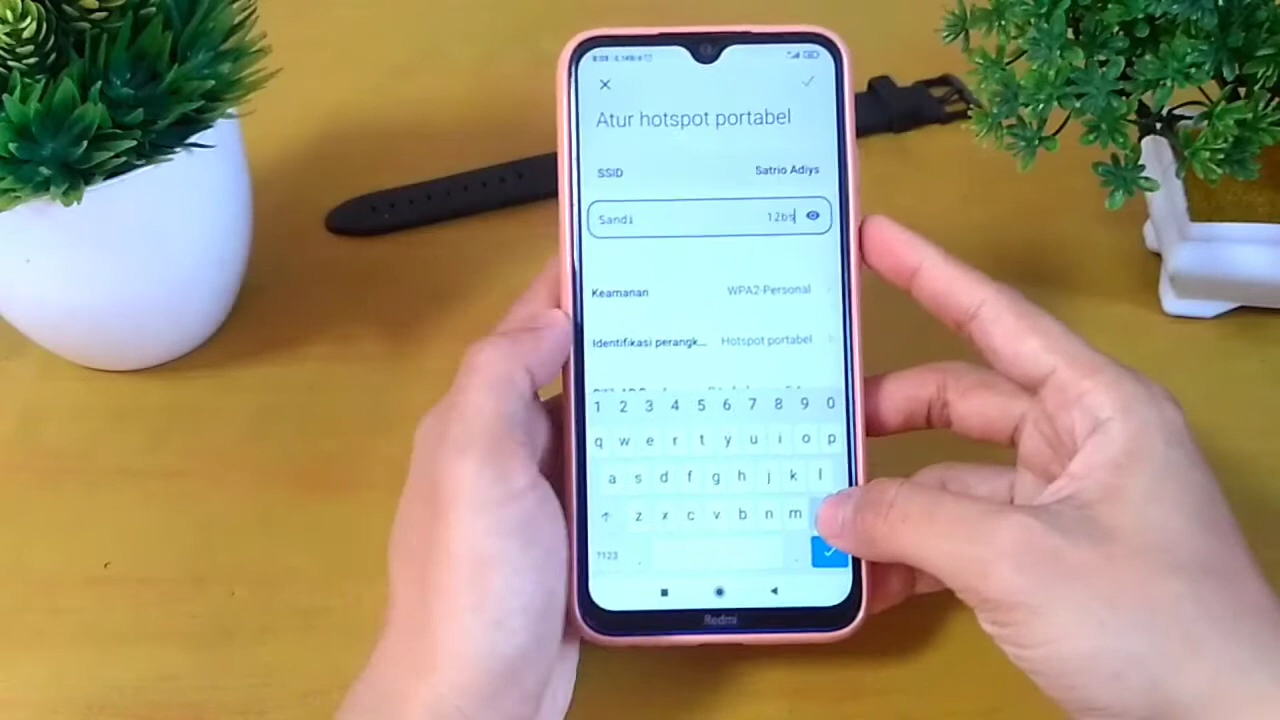 Atur hotspot portabel
SSID Satrio Adiys
Sandi 12bs
Keamanan WPA2-Personal
Identifikasi perangk... Hotspot portabel
1 2 3 4 5 6 7 8 9 0
q w e r t y u i o p
a s d f g h j k l
z x c v b n m
?123 , .
Redmi